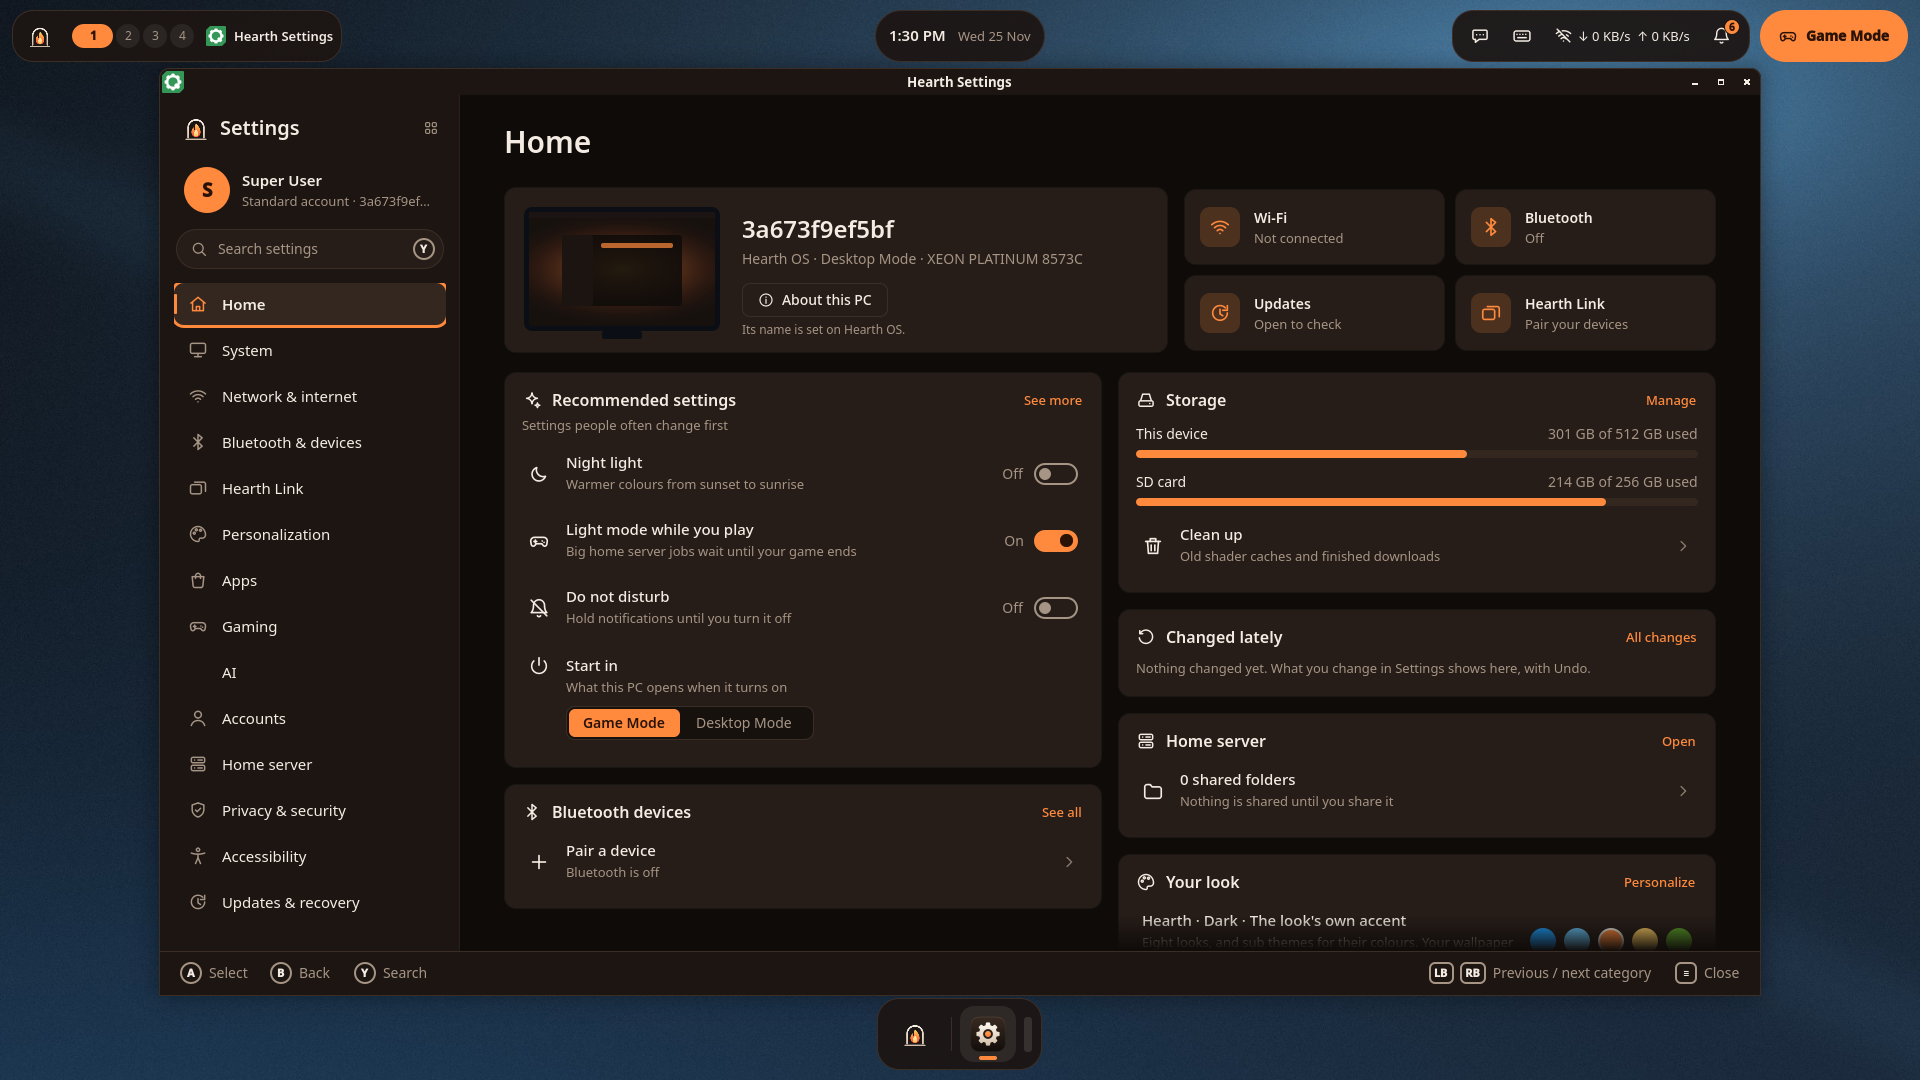 1 2 3 4 Hearth Settings
1:30 PM Wed 25 Nov
↓ 0 KB/s ↑ 0 KB/s
6
Game Mode
Hearth Settings
Settings
S
Super User
Standard account · 3a673f9ef...
Search settings Y
Home
System
Network & internet
Bluetooth & devices
Hearth Link
Personalization
Apps
Gaming
AI
Accounts
Home server
Privacy & security
Accessibility
Updates & recovery
Home
3a673f9ef5bf
Hearth OS · Desktop Mode · XEON PLATINUM 8573C
About this PC
Its name is set on Hearth OS.
Wi-Fi
Not connected
Bluetooth
Off
Updates
Open to check
Hearth Link
Pair your devices
Recommended settings See more
Settings people often change first
Night light
Warmer colours from sunset to sunrise
Off
Light mode while you play
Big home server jobs wait until your game ends
On
Do not disturb
Hold notifications until you turn it off
Off
Start in
What this PC opens when it turns on
Game Mode Desktop Mode
Bluetooth devices See all
Pair a device
Bluetooth is off
Storage Manage
This device 301 GB of 512 GB used
SD card 214 GB of 256 GB used
Clean up
Old shader caches and finished downloads
Changed lately All changes
Nothing changed yet. What you change in Settings shows here, with Undo.
Home server Open
0 shared folders
Nothing is shared until you share it
Your look Personalize
Hearth · Dark · The look's own accent
Eight looks, and sub themes for their colours. Your wallpaper
A Select B Back Y Search
LB RB Previous / next category ≡ Close